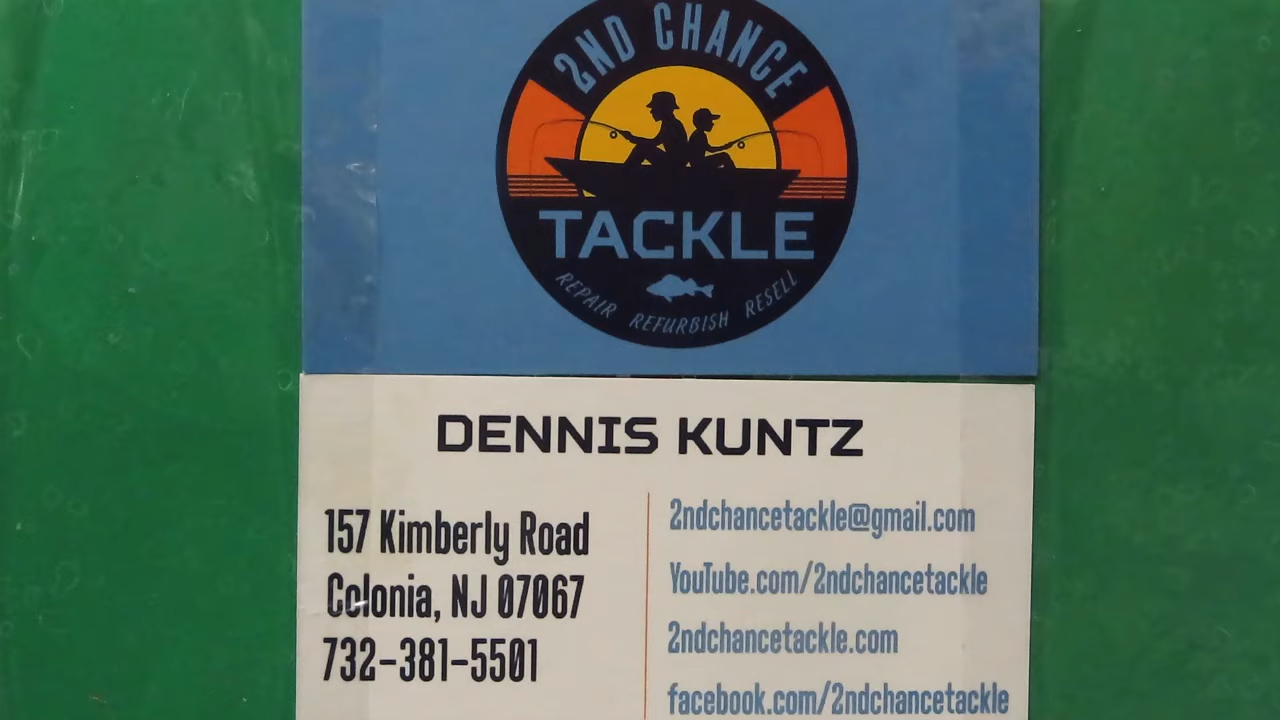 2ND CHANCE
TACKLE
REPAIR REFURBISH RESELL
DENNIS KUNTZ
157 Kimberly Road
Colonia, NJ 07067
732-381-5501
2ndchancetackle@gmail.com
YouTube.com/2ndchancetackle
2ndchancetackle.com
facebook.com/2ndchancetackle